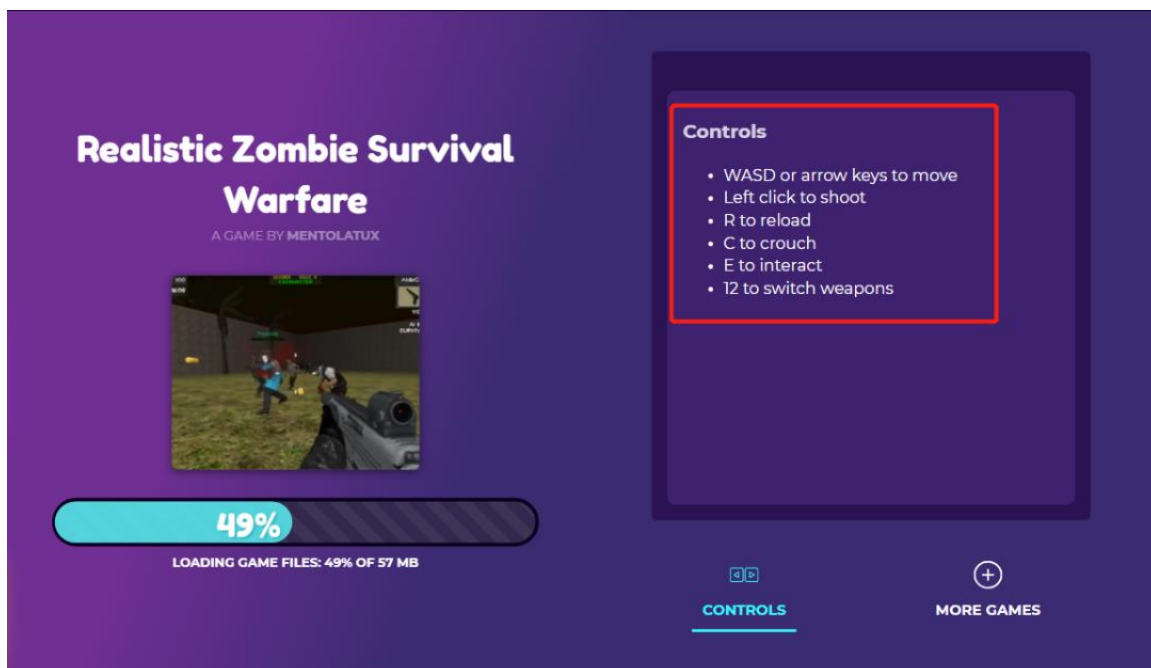 Realistic Zombie Survival
Warfare
A GAME BY MENTOLATUX
49%
LOADING GAME FILES: 49% OF 57 MB
Controls
• WASD or arrow keys to move
• Left click to shoot
• R to reload
• C to crouch
• E to interact
• 12 to switch weapons
CONTROLS
MORE GAMES